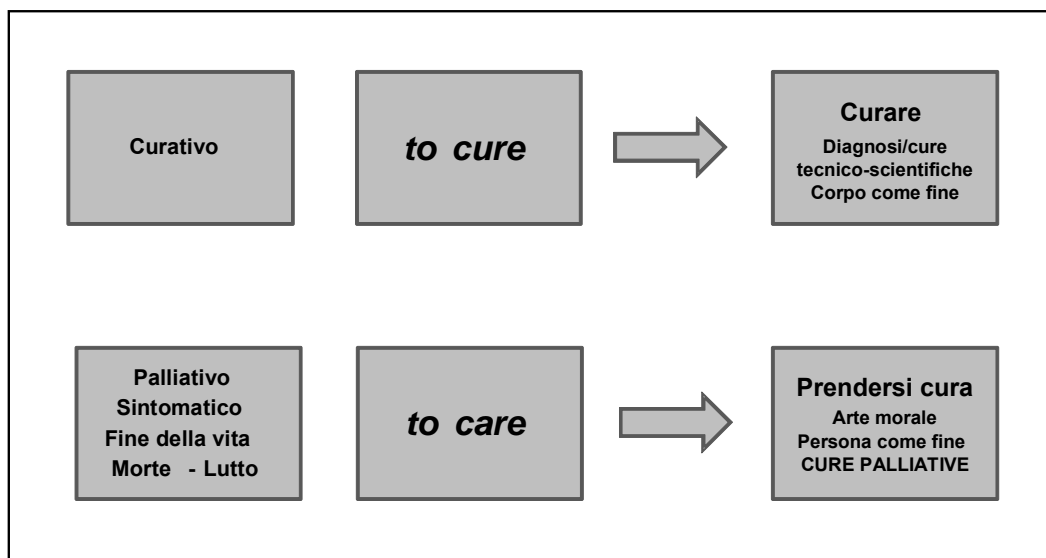 Curativo
to cure
Curare
Diagnosi/cure
tecnico-scientifiche
Corpo come fine
Palliativo
Sintomatico
Fine della vita
Morte - Lutto
to care
Prendersi cura
Arte morale
Persona come fine
CURE PALLIATIVE